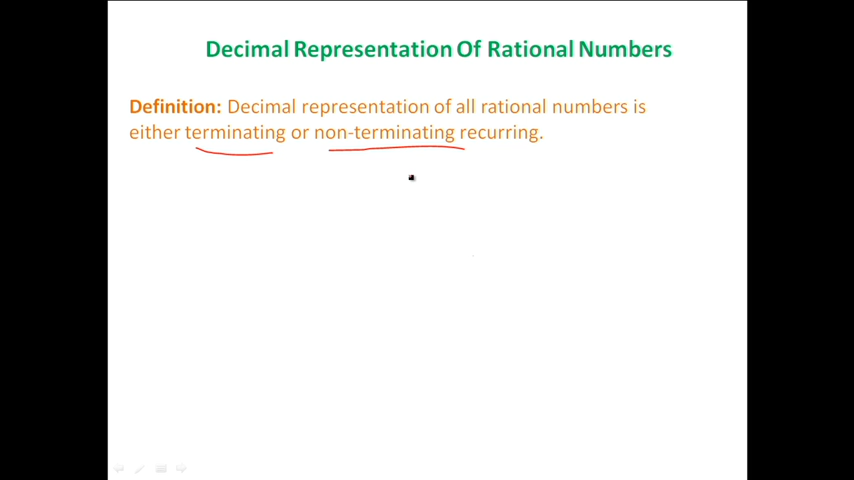 Decimal Representation Of Rational Numbers
Definition: Decimal representation of all rational numbers is
either terminating or non-terminating recurring.